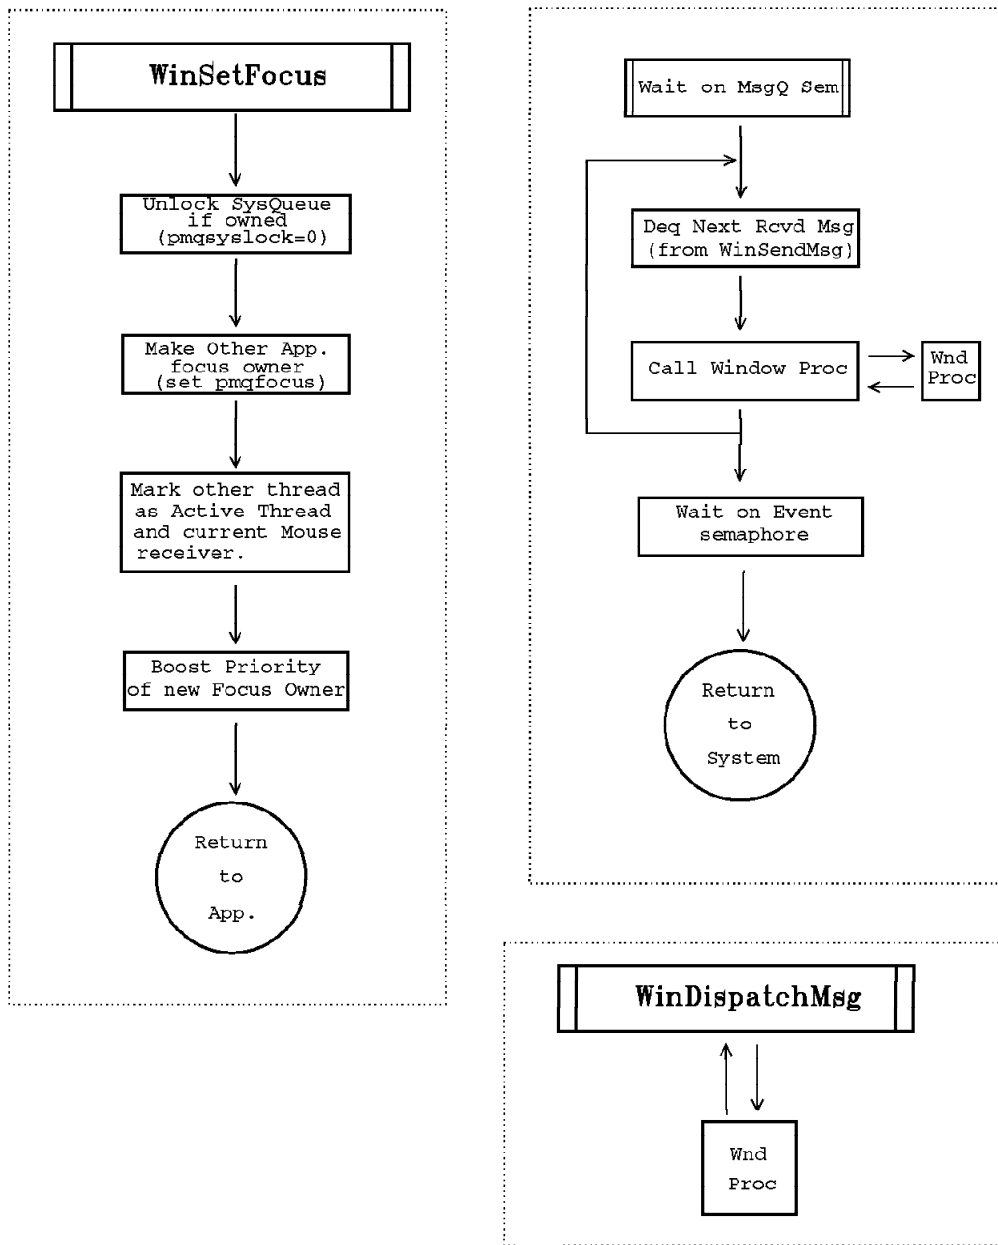 WinSetFocus
Unlock SysQueue
if owned
(pmqsyslock=0)
Make Other App.
focus owner
(set pmqfocus)
Mark other thread
as Active Thread
and current Mouse
receiver.
Boost Priority
of new Focus Owner
Return
to
App.
Wait on MsgQ Sem
Deq Next Rcvd Msg
(from WinSendMsg)
Call Window Proc
Wnd
Proc
Wait on Event
semaphore
Return
to
System
WinDispatchMsg
Wnd
Proc